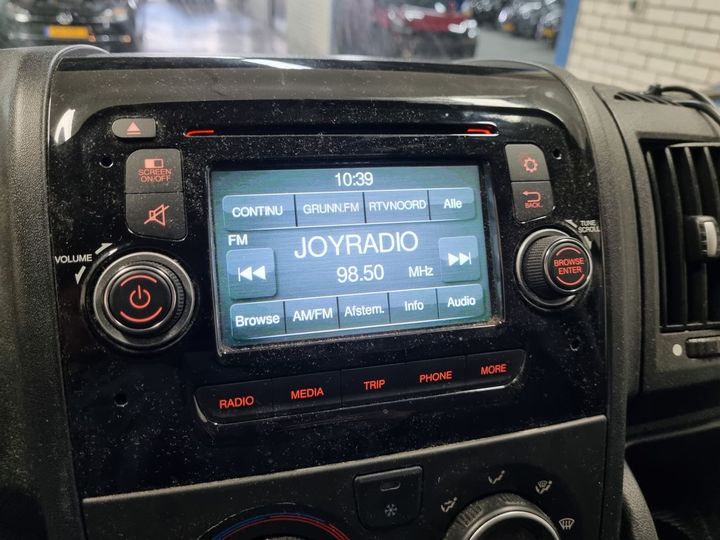 10:39
CONTINU GRUNN.FM RTVNOORD Alle
FM
JOYRADIO
98.50 MHz
Browse AM/FM Afstem. Info Audio
SCREEN
ON/OFF
VOLUME
BACK
TUNE
SCROLL
BROWSE
ENTER
RADIO MEDIA TRIP PHONE MORE